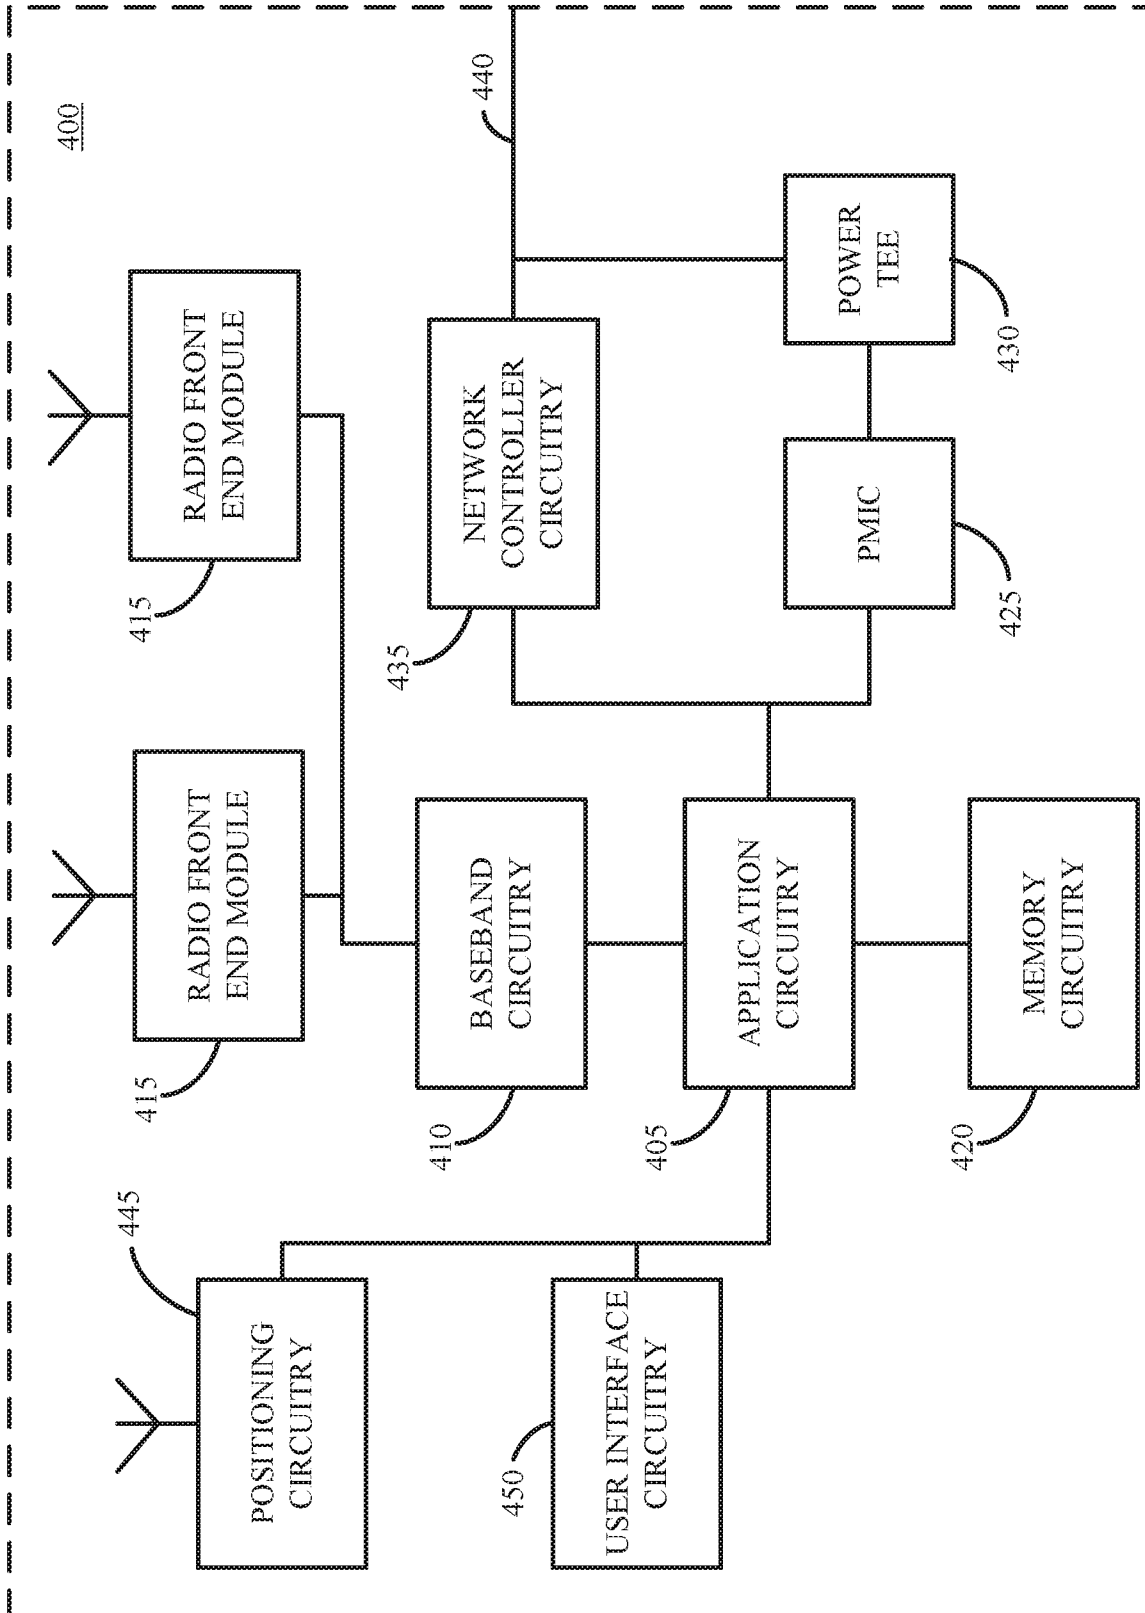 400
445
POSITIONING
CIRCUITRY
450
USER INTERFACE
CIRCUITRY
415
RADIO FRONT
END MODULE
415
RADIO FRONT
END MODULE
410
BASEBAND
CIRCUITRY
405
APPLICATION
CIRCUITRY
420
MEMORY
CIRCUITRY
435
NETWORK
CONTROLLER
CIRCUITRY
440
425
PMIC
430
POWER
TEE